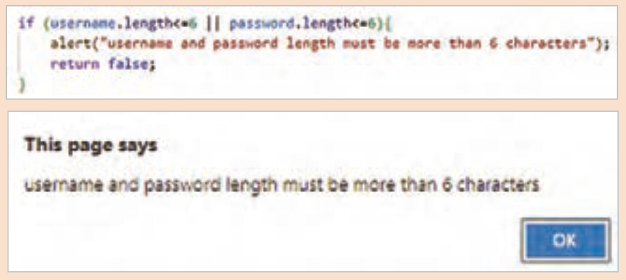 if (username.length<=6 || password.length<=6){
alert("username and password length must be more than 6 characters");
return false;
}
This page says
username and password length must be more than 6 characters
OK